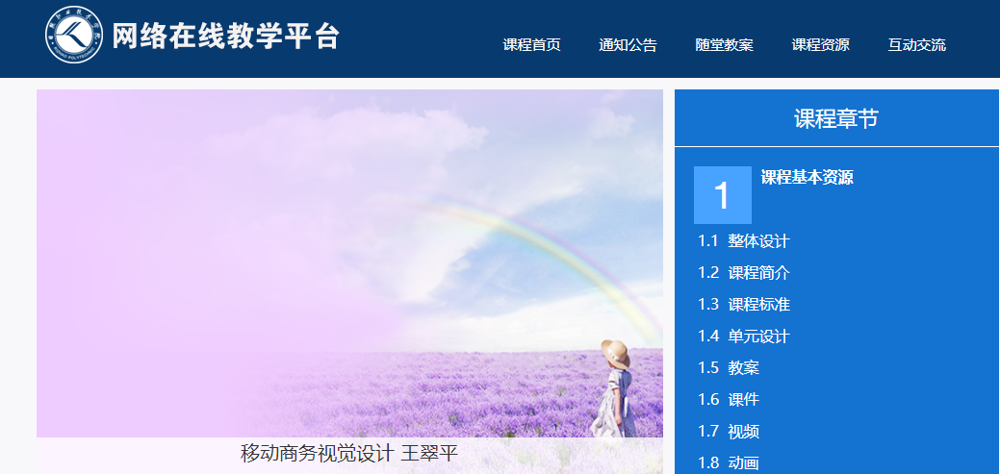 网络在线教学平台
课程首页 通知公告 随堂教案 课程资源 互动交流
课程章节
1 课程基本资源
1.1 整体设计
1.2 课程简介
1.3 课程标准
1.4 单元设计
1.5 教案
1.6 课件
1.7 视频
1.8 动画
移动商务视觉设计 王翠平